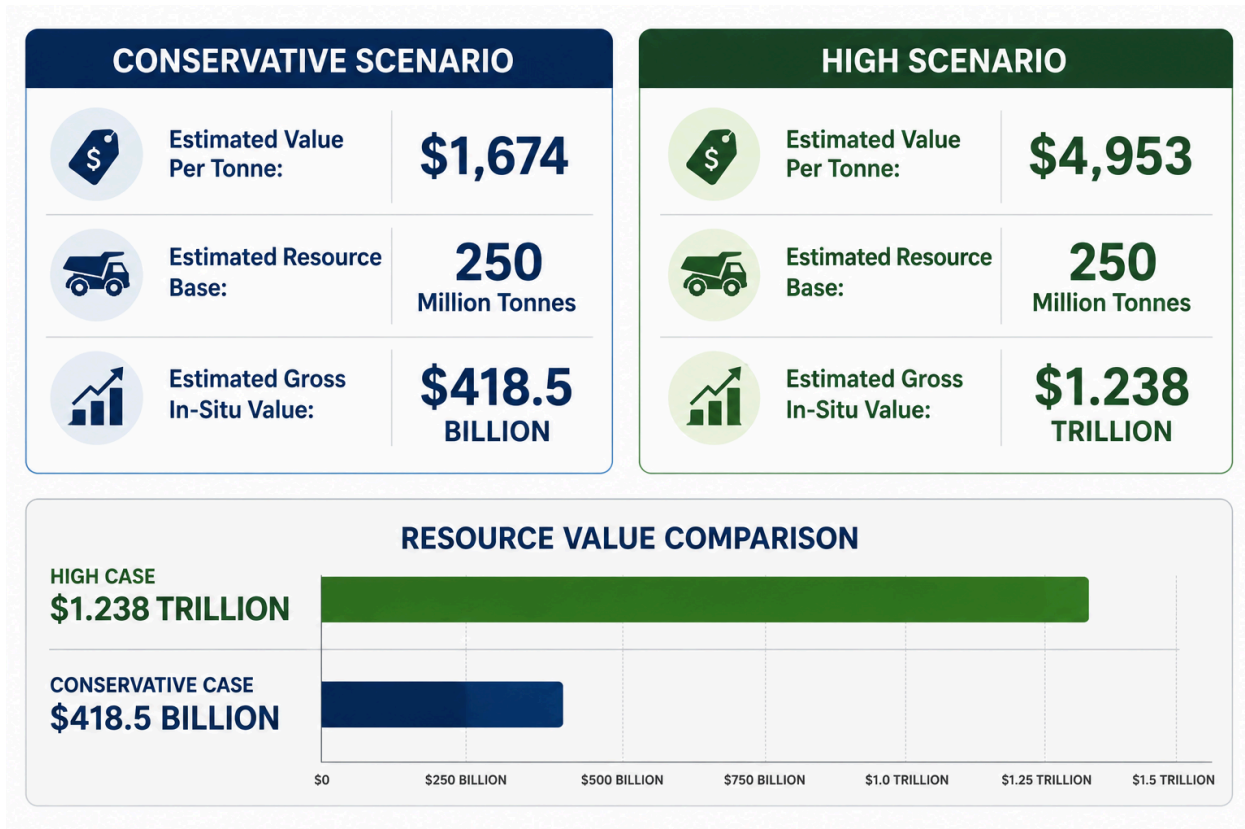 CONSERVATIVE SCENARIO
$
Estimated Value
Per Tonne:
$1,674
Estimated Resource
Base:
250
Million Tonnes
Estimated Gross
In-Situ Value:
$418.5
BILLION
HIGH SCENARIO
$
Estimated Value
Per Tonne:
$4,953
Estimated Resource
Base:
250
Million Tonnes
Estimated Gross
In-Situ Value:
$1.238
TRILLION
RESOURCE VALUE COMPARISON
HIGH CASE
$1.238 TRILLION
CONSERVATIVE CASE
$418.5 BILLION
$0 $250 BILLION $500 BILLION $750 BILLION $1.0 TRILLION $1.25 TRILLION $1.5 TRILLION